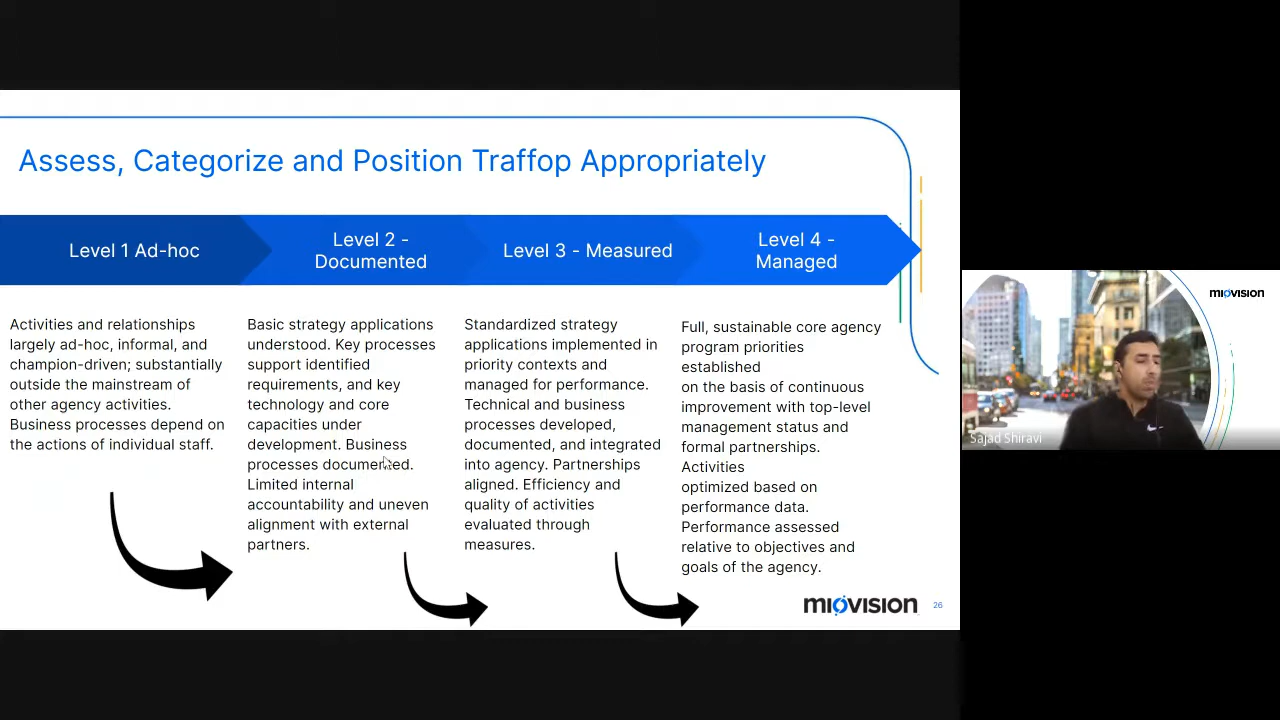 Assess, Categorize and Position Traffop Appropriately
Level 1 Ad-hoc
Level 2 -
Documented
Level 3 - Measured
Level 4 -
Managed
Activities and relationships
largely ad-hoc, informal, and
champion-driven; substantially
outside the mainstream of
other agency activities.
Business processes depend on
the actions of individual staff.
Basic strategy applications
understood. Key processes
support identified
requirements, and key
technology and core
capacities under
development. Business
processes documented.
Limited internal
accountability and uneven
alignment with external
partners.
Standardized strategy
applications implemented in
priority contexts and
managed for performance.
Technical and business
processes developed,
documented, and integrated
into agency. Partnerships
aligned. Efficiency and
quality of activities
evaluated through
measures.
Full, sustainable core agency
program priorities
established
on the basis of continuous
improvement with top-level
management status and
formal partnerships.
Activities
optimized based on
performance data.
Performance assessed
relative to objectives and
goals of the agency.
miovision
26
miovision
Sajad Shiravi